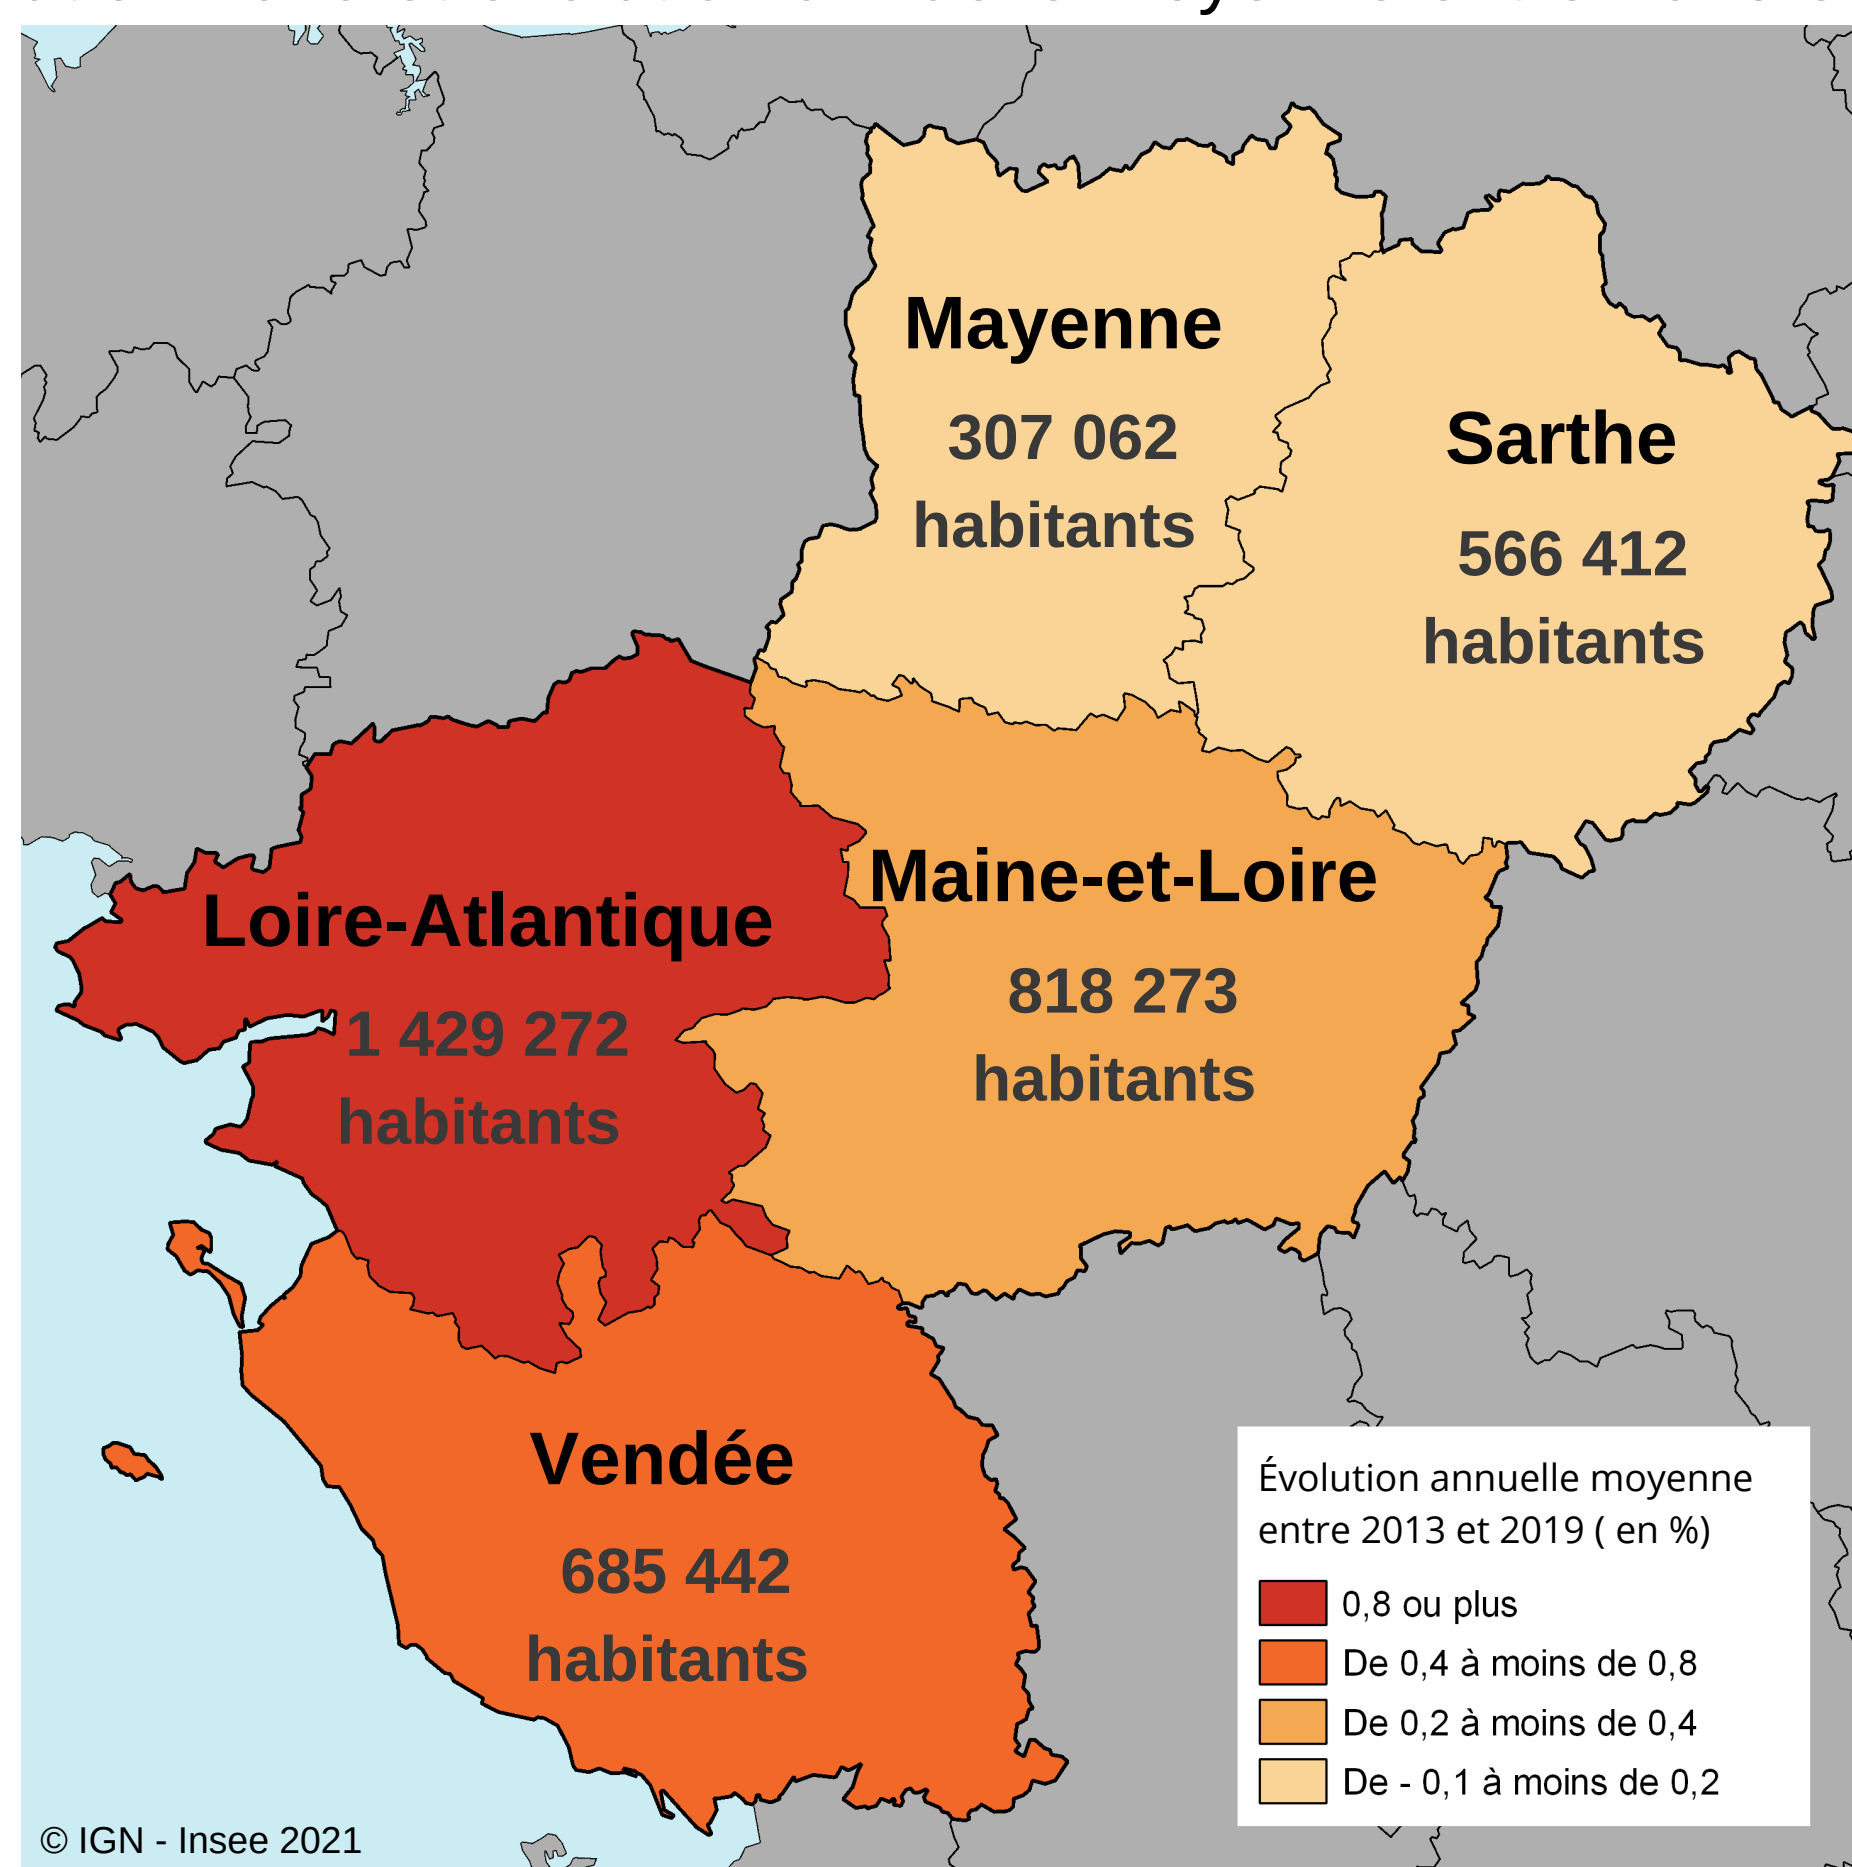 Mayenne
307 062
habitants
Sarthe
566 412
habitants
Maine-et-Loire
818 273
habitants
Loire-Atlantique
1 429 272
habitants
Vendée
685 442
habitants
Évolution annuelle moyenne
entre 2013 et 2019 ( en %)
0,8 ou plus
De 0,4 à moins de 0,8
De 0,2 à moins de 0,4
De - 0,1 à moins de 0,2
© IGN - Insee 2021